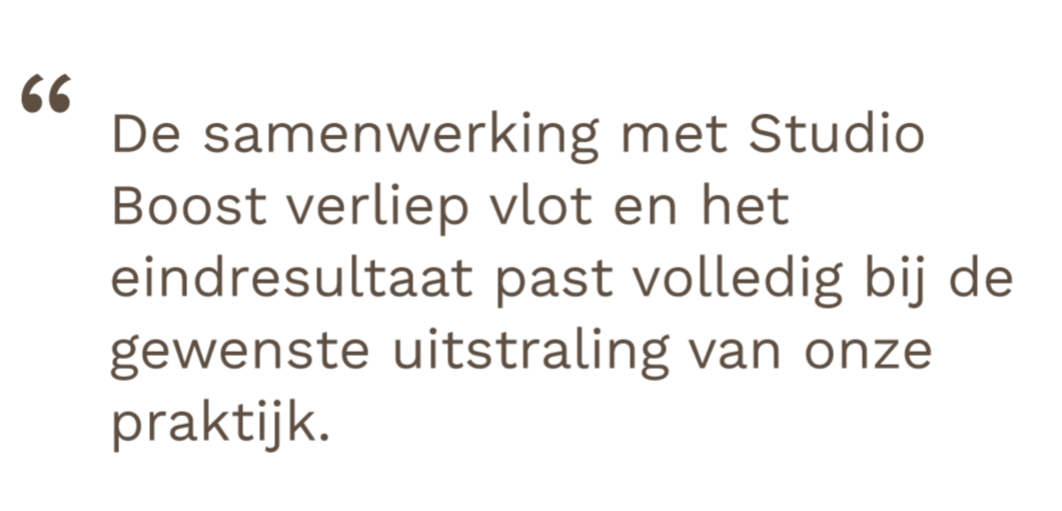 “
De samenwerking met Studio
Boost verliep vlot en het
eindresultaat past volledig bij de
gewenste uitstraling van onze
praktijk.